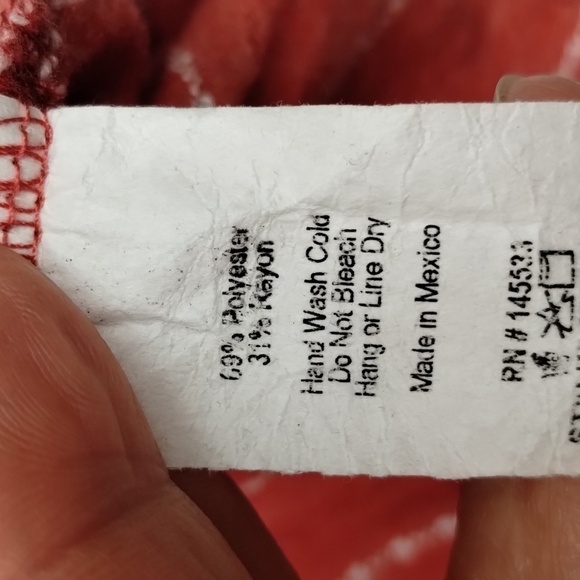 69% Polyester
31% Rayon
Hand Wash Cold
Do Not Bleach
Hang or Line Dry
Made in Mexico
RN #